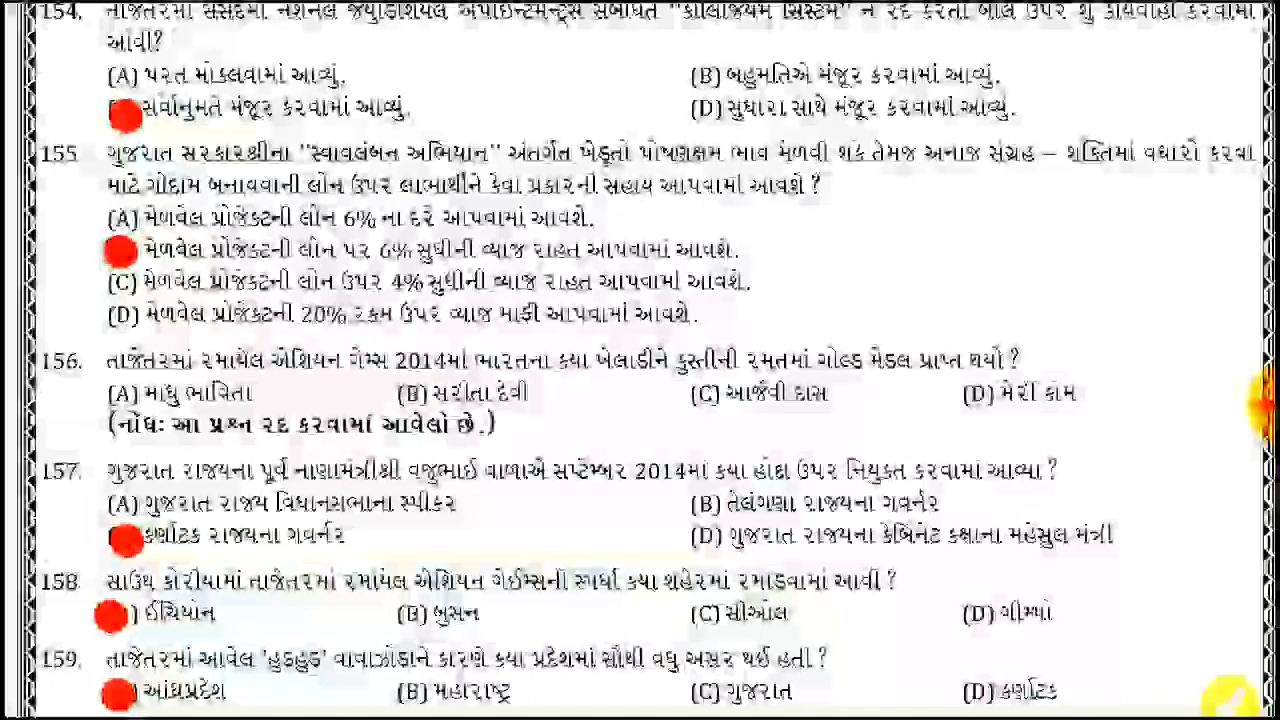 154. તાજેતરમાં સંસદમાં નેશનલ જ્યુડીશિયલ એપોઇન્ટમેન્ટ્સ સંબંધિત "કોલેજિયમ સિસ્ટમ" ને રદ કરતા બીલ ઉપર શું કાર્યવાહી કરવામાં
આવી?
(A) પરત મોકલવામાં આવ્યું. (B) બહુમતિએ મંજૂર કરવામાં આવ્યું.
સર્વાનુમતે મંજૂર કરવામાં આવ્યું. (D) સુધારા સાથે મંજૂર કરવામાં આવ્યું.
155. ગુજરાત સરકારશ્રીના "સ્વાવલંબન અભિયાન" અંતર્ગત ખેડૂતો પોષણક્ષમ ભાવ મેળવી શકે તેમજ અનાજ સંગ્રહ – શક્તિમાં વધારો કરવા
માટે ગોદામ બનાવવાની લોન ઉપર લાભાર્થીને કેવા પ્રકારની સહાય આપવામાં આવશે ?
(A) મેળવેલ પ્રોજેક્ટની લોન 6% ના દરે આપવામાં આવશે.
મેળવેલ પ્રોજેક્ટની લોન પર 6% સુધીની વ્યાજ રાહત આપવામાં આવશે.
(C) મેળવેલ પ્રોજેક્ટની લોન ઉપર 4% સુધીની વ્યાજ રાહત આપવામાં આવશે.
(D) મેળવેલ પ્રોજેક્ટની 20% રકમ ઉપર વ્યાજ માફી આપવામાં આવશે.
156. તાજેતરમાં રમાયેલ એશિયન ગેમ્સ 2014માં ભારતના કયા ખેલાડીને કુસ્તીની રમતમાં ગોલ્ડ મેડલ પ્રાપ્ત થયો ?
(A) માધુ ભાવિતા (B) સરીતા દેવી (C) આર્જવી દાસ (D) મેરી કોમ
(નોંધઃ આ પ્રશ્ન રદ કરવામાં આવેલો છે.)
157. ગુજરાત રાજ્યના પૂર્વ નાણામંત્રીશ્રી વજુભાઈ વાળાએ સપ્ટેમ્બર 2014માં કયા હોદ્દા ઉપર નિયુક્ત કરવામાં આવ્યા ?
(A) ગુજરાત રાજ્ય વિધાનસભાના સ્પીકર (B) તેલંગણા રાજ્યના ગવર્નર
કર્ણાટક રાજ્યના ગવર્નર (D) ગુજરાત રાજ્યના કેબિનેટ કક્ષાના મહેસુલ મંત્રી
158. સાઉથ કોરીયામાં તાજેતરમાં રમાયેલ એશિયન ગેઈમ્સની સ્પર્ધા કયા શહેરમાં રમાડવામાં આવી ?
) ઈંચિયોન (B) બુસન (C) સીઓલ (D) ગીમ્પો
159. તાજેતરમાં આવેલ 'હુડહુડ' વાવાઝોડાને કારણે કયા પ્રદેશમાં સૌથી વધુ અસર થઈ હતી ?
) આંધ્રપ્રદેશ (B) મહારાષ્ટ્ર (C) ગુજરાત (D) કર્ણાટક